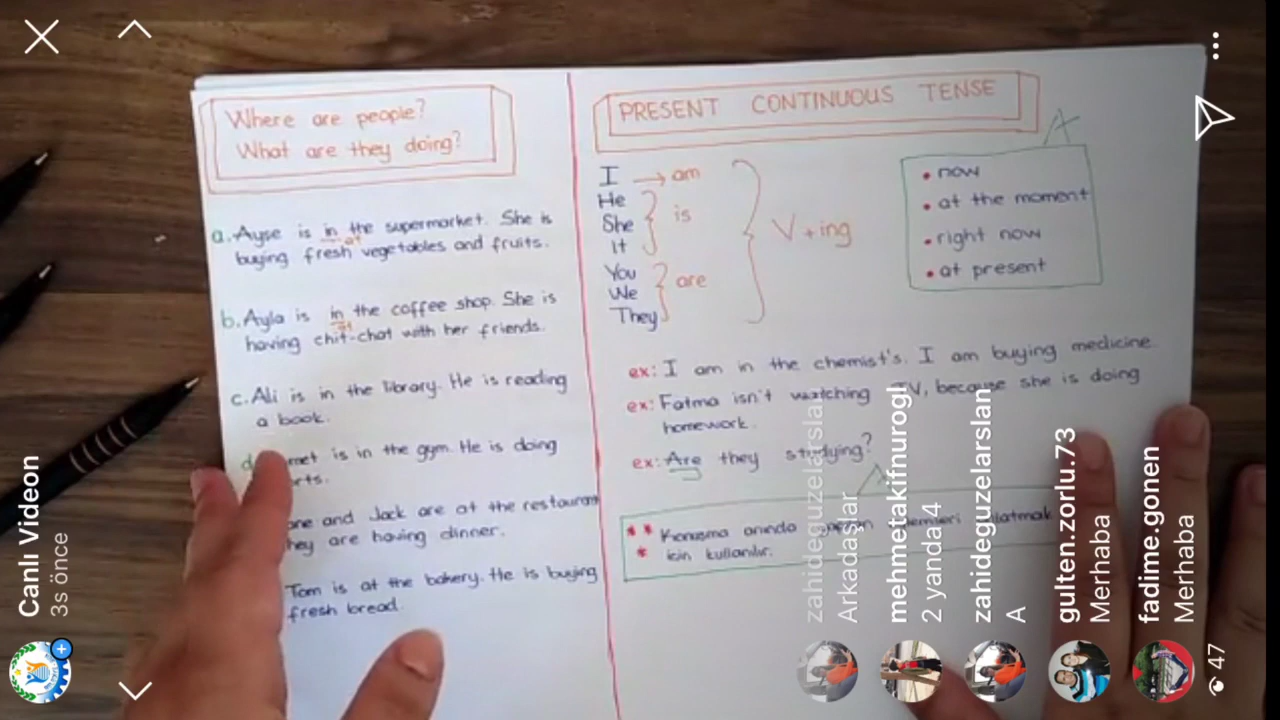 Where are people?
What are they doing?
a. Ayşe is in the supermarket. She is
at
buying fresh vegetables and fruits.
b. Ayla is in the coffee shop. She is
at
having chit-chat with her friends.
c. Ali is in the library. He is reading
a book.
d. met is in the gym. He is doing
rts.
and Jack are at the restaurant
hey are having dinner.
Tom is at the bakery. He is buying
fresh bread.
PRESENT CONTINUOUS TENSE
I → am
He
She is
It
You
We are
They
V + ing
• now
• at the moment
• right now
• at present
ex: I am in the chemist's. I am buying medicine.
ex: Fatma isn't watching TV, because she is doing
homework.
ex: Are they studying?
** Konuşma anında
* için kullanılır.
Canlı Videon
3s önce
zahideguzelarslan
Arkadaşlar
mehmetakifnurogl
2 yanda 4
zahideguzelarslan
A
gulten.zorlu.73
Merhaba
fadime.gonen
Merhaba
47